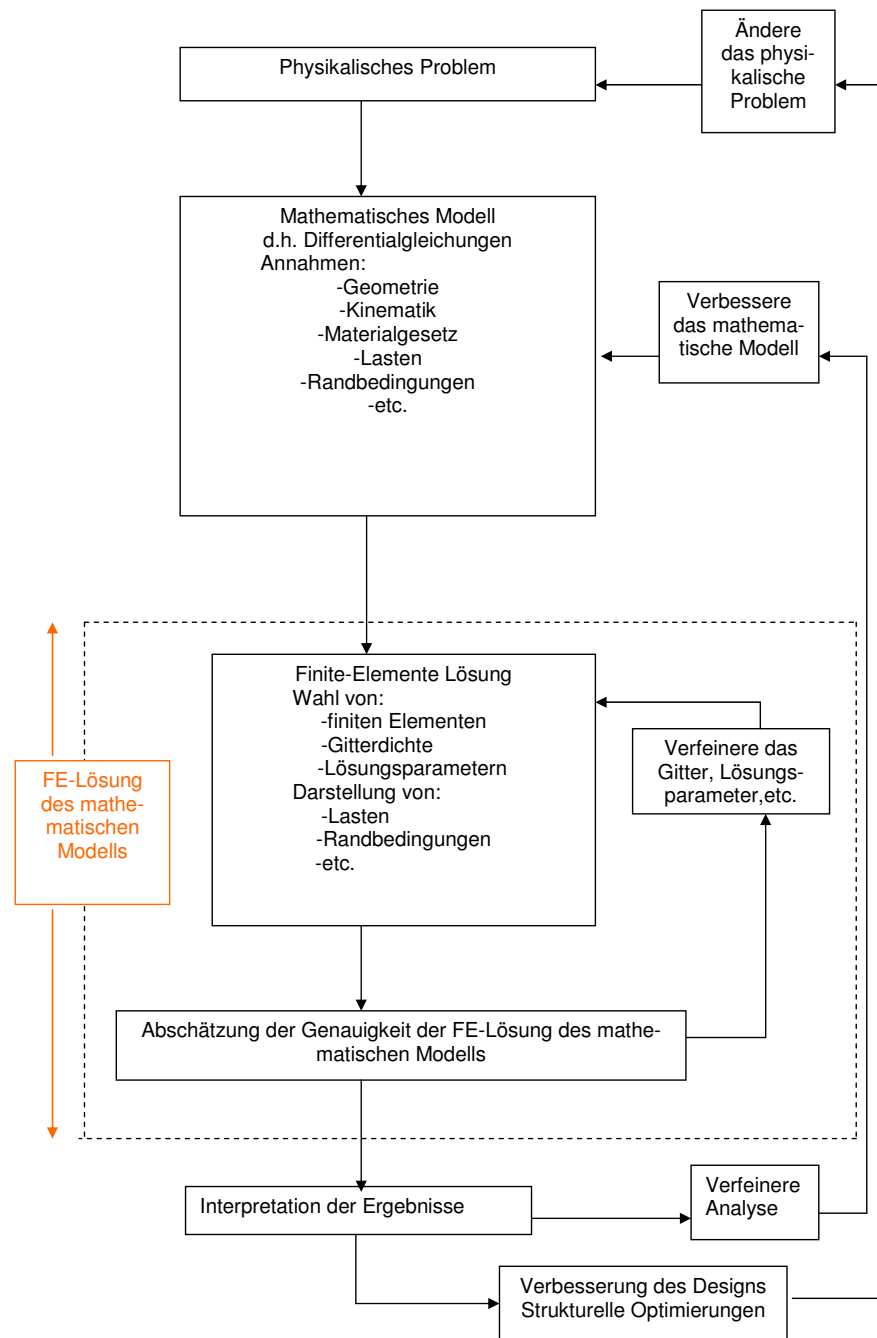 Physikalisches Problem
Ändere
das physi-
kalische
Problem
Mathematisches Modell
d.h. Differentialgleichungen
Annahmen:
-Geometrie
-Kinematik
-Materialgesetz
-Lasten
-Randbedingungen
-etc.
Verbessere
das mathema-
tische Modell
FE-Lösung
des mathe-
matischen
Modells
Finite-Elemente Lösung
Wahl von:
-finiten Elementen
-Gitterdichte
-Lösungsparametern
Darstellung von:
-Lasten
-Randbedingungen
-etc.
Verfeinere das
Gitter, Lösungs-
parameter,etc.
Abschätzung der Genauigkeit der FE-Lösung des mathe-
matischen Modells
Interpretation der Ergebnisse
Verfeinere
Analyse
Verbesserung des Designs
Strukturelle Optimierungen